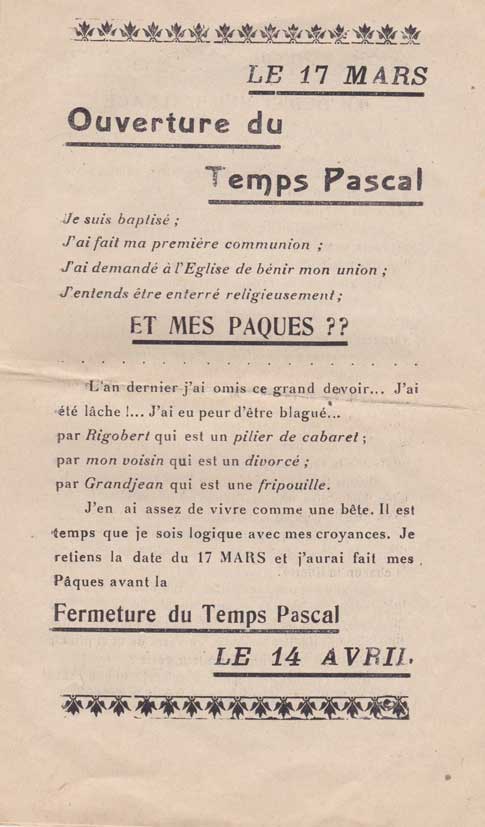 LE 17 MARS
Ouverture du
Temps Pascal
Je suis baptisé ;
J'ai fait ma première communion ;
J'ai demandé à l'Eglise de bénir mon union ;
J'entends être enterré religieusement ;
ET MES PAQUES ??
. . . . . . . . . . . . . . . . . . . .
L'an dernier j'ai omis ce grand devoir... J'ai
été lâche !... J'ai eu peur d'être blagué...
par Rigobert qui est un pilier de cabaret ;
par mon voisin qui est un divorcé ;
par Grandjean qui est une fripouille.
J'en ai assez de vivre comme une bête. Il est
temps que je sois logique avec mes croyances. Je
retiens la date du 17 MARS et j'aurai fait mes
Pâques avant la
Fermeture du Temps Pascal
LE 14 AVRIL.